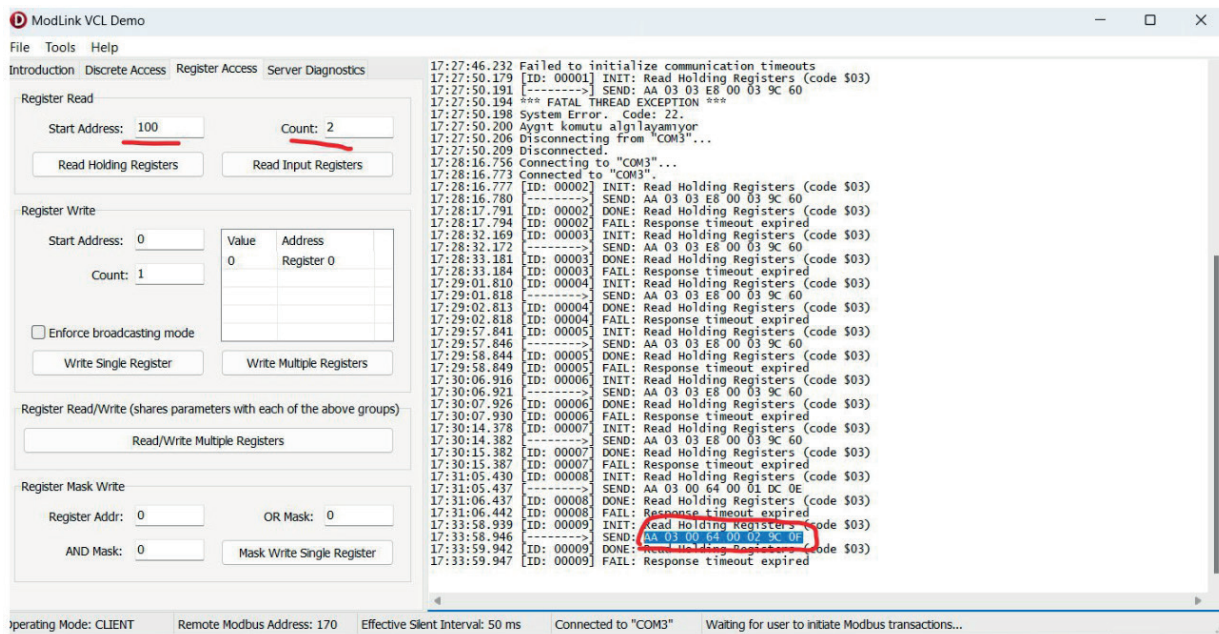 ModLink VCL Demo
File Tools Help
Introduction Discrete Access Register Access Server Diagnostics
Register Read
Start Address: 100 Count: 2
Read Holding Registers Read Input Registers
Register Write
Start Address: 0
Count: 1
Value Address
0 Register 0
Enforce broadcasting mode
Write Single Register Write Multiple Registers
Register Read/Write (shares parameters with each of the above groups)
Read/Write Multiple Registers
Register Mask Write
Register Addr: 0 OR Mask: 0
AND Mask: 0 Mask Write Single Register
17:27:46.232 Failed to initialize communication timeouts
17:27:50.179 [ID: 00001] INIT: Read Holding Registers (code $03)
17:27:50.191 [-------->] SEND: AA 03 03 E8 00 03 9C 60
17:27:50.194 *** FATAL THREAD EXCEPTION ***
17:27:50.198 System Error. Code: 22.
17:27:50.200 Aygıt komutu algılayamıyor
17:27:50.206 Disconnecting from "COM3"...
17:27:50.209 Disconnected.
17:28:16.756 Connecting to "COM3"...
17:28:16.773 Connected to "COM3".
17:28:16.777 [ID: 00002] INIT: Read Holding Registers (code $03)
17:28:16.780 [-------->] SEND: AA 03 03 E8 00 03 9C 60
17:28:17.791 [ID: 00002] DONE: Read Holding Registers (code $03)
17:28:17.794 [ID: 00002] FAIL: Response timeout expired
17:28:32.169 [ID: 00003] INIT: Read Holding Registers (code $03)
17:28:32.172 [-------->] SEND: AA 03 03 E8 00 03 9C 60
17:28:33.181 [ID: 00003] DONE: Read Holding Registers (code $03)
17:28:33.184 [ID: 00003] FAIL: Response timeout expired
17:29:01.810 [ID: 00004] INIT: Read Holding Registers (code $03)
17:29:01.818 [-------->] SEND: AA 03 03 E8 00 03 9C 60
17:29:02.813 [ID: 00004] DONE: Read Holding Registers (code $03)
17:29:02.818 [ID: 00004] FAIL: Response timeout expired
17:29:57.841 [ID: 00005] INIT: Read Holding Registers (code $03)
17:29:57.846 [-------->] SEND: AA 03 03 E8 00 03 9C 60
17:29:58.844 [ID: 00005] DONE: Read Holding Registers (code $03)
17:29:58.849 [ID: 00005] FAIL: Response timeout expired
17:30:06.916 [ID: 00006] INIT: Read Holding Registers (code $03)
17:30:06.921 [-------->] SEND: AA 03 03 E8 00 03 9C 60
17:30:07.926 [ID: 00006] DONE: Read Holding Registers (code $03)
17:30:07.930 [ID: 00006] FAIL: Response timeout expired
17:30:14.378 [ID: 00007] INIT: Read Holding Registers (code $03)
17:30:14.382 [-------->] SEND: AA 03 03 E8 00 03 9C 60
17:30:15.382 [ID: 00007] DONE: Read Holding Registers (code $03)
17:30:15.387 [ID: 00007] FAIL: Response timeout expired
17:31:05.430 [ID: 00008] INIT: Read Holding Registers (code $03)
17:31:05.437 [-------->] SEND: AA 03 00 64 00 01 DC 0E
17:31:06.437 [ID: 00008] DONE: Read Holding Registers (code $03)
17:31:06.442 [ID: 00008] FAIL: Response timeout expired
17:33:58.939 [ID: 00009] INIT: Read Holding Registers (code $03)
17:33:58.946 [-------->] SEND: AA 03 00 64 00 02 9C 0F
17:33:59.942 [ID: 00009] DONE: Read Holding Registers (code $03)
17:33:59.947 [ID: 00009] FAIL: Response timeout expired
Operating Mode: CLIENT Remote Modbus Address: 170 Effective Silent Interval: 50 ms Connected to "COM3" Waiting for user to initiate Modbus transactions...